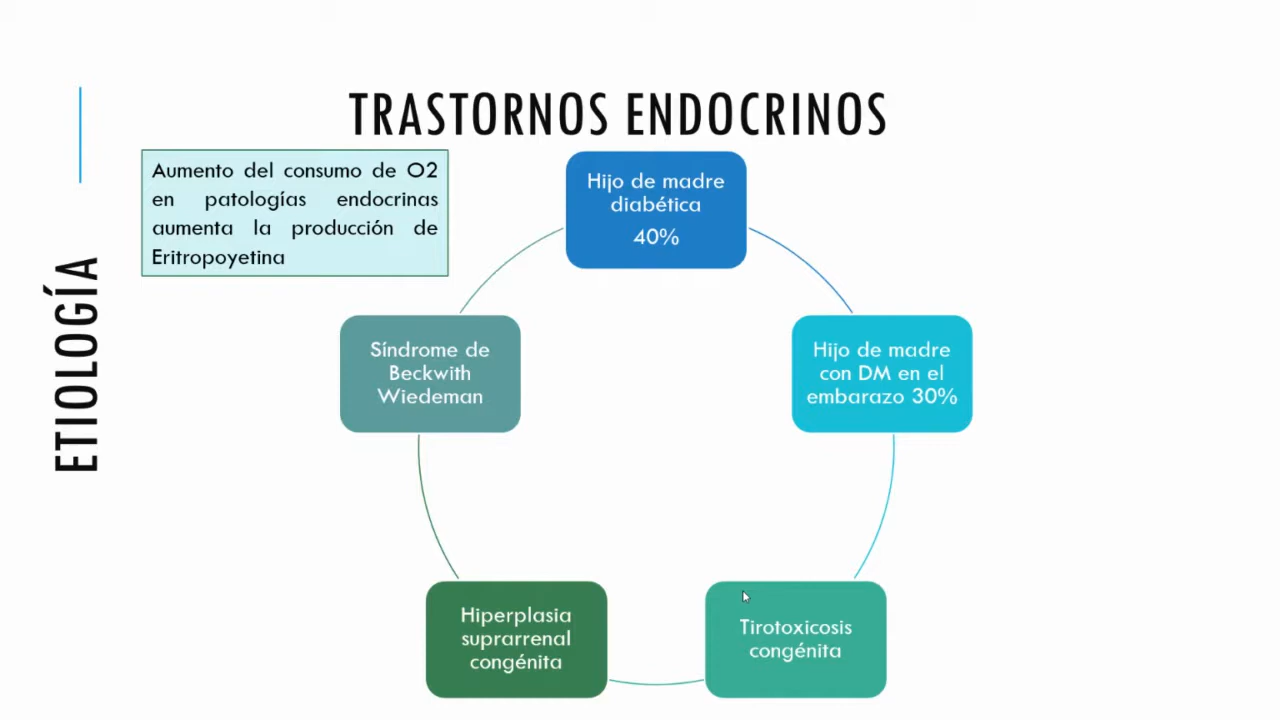 TRASTORNOS ENDOCRINOS
ETIOLOGÍA
Aumento del consumo de O2
en patologías endocrinas
aumenta la producción de
Eritropoyetina
Hijo de madre
diabética
40%
Hijo de madre
con DM en el
embarazo 30%
Tirotoxicosis
congénita
Hiperplasia
suprarrenal
congénita
Síndrome de
Beckwith
Wiedeman